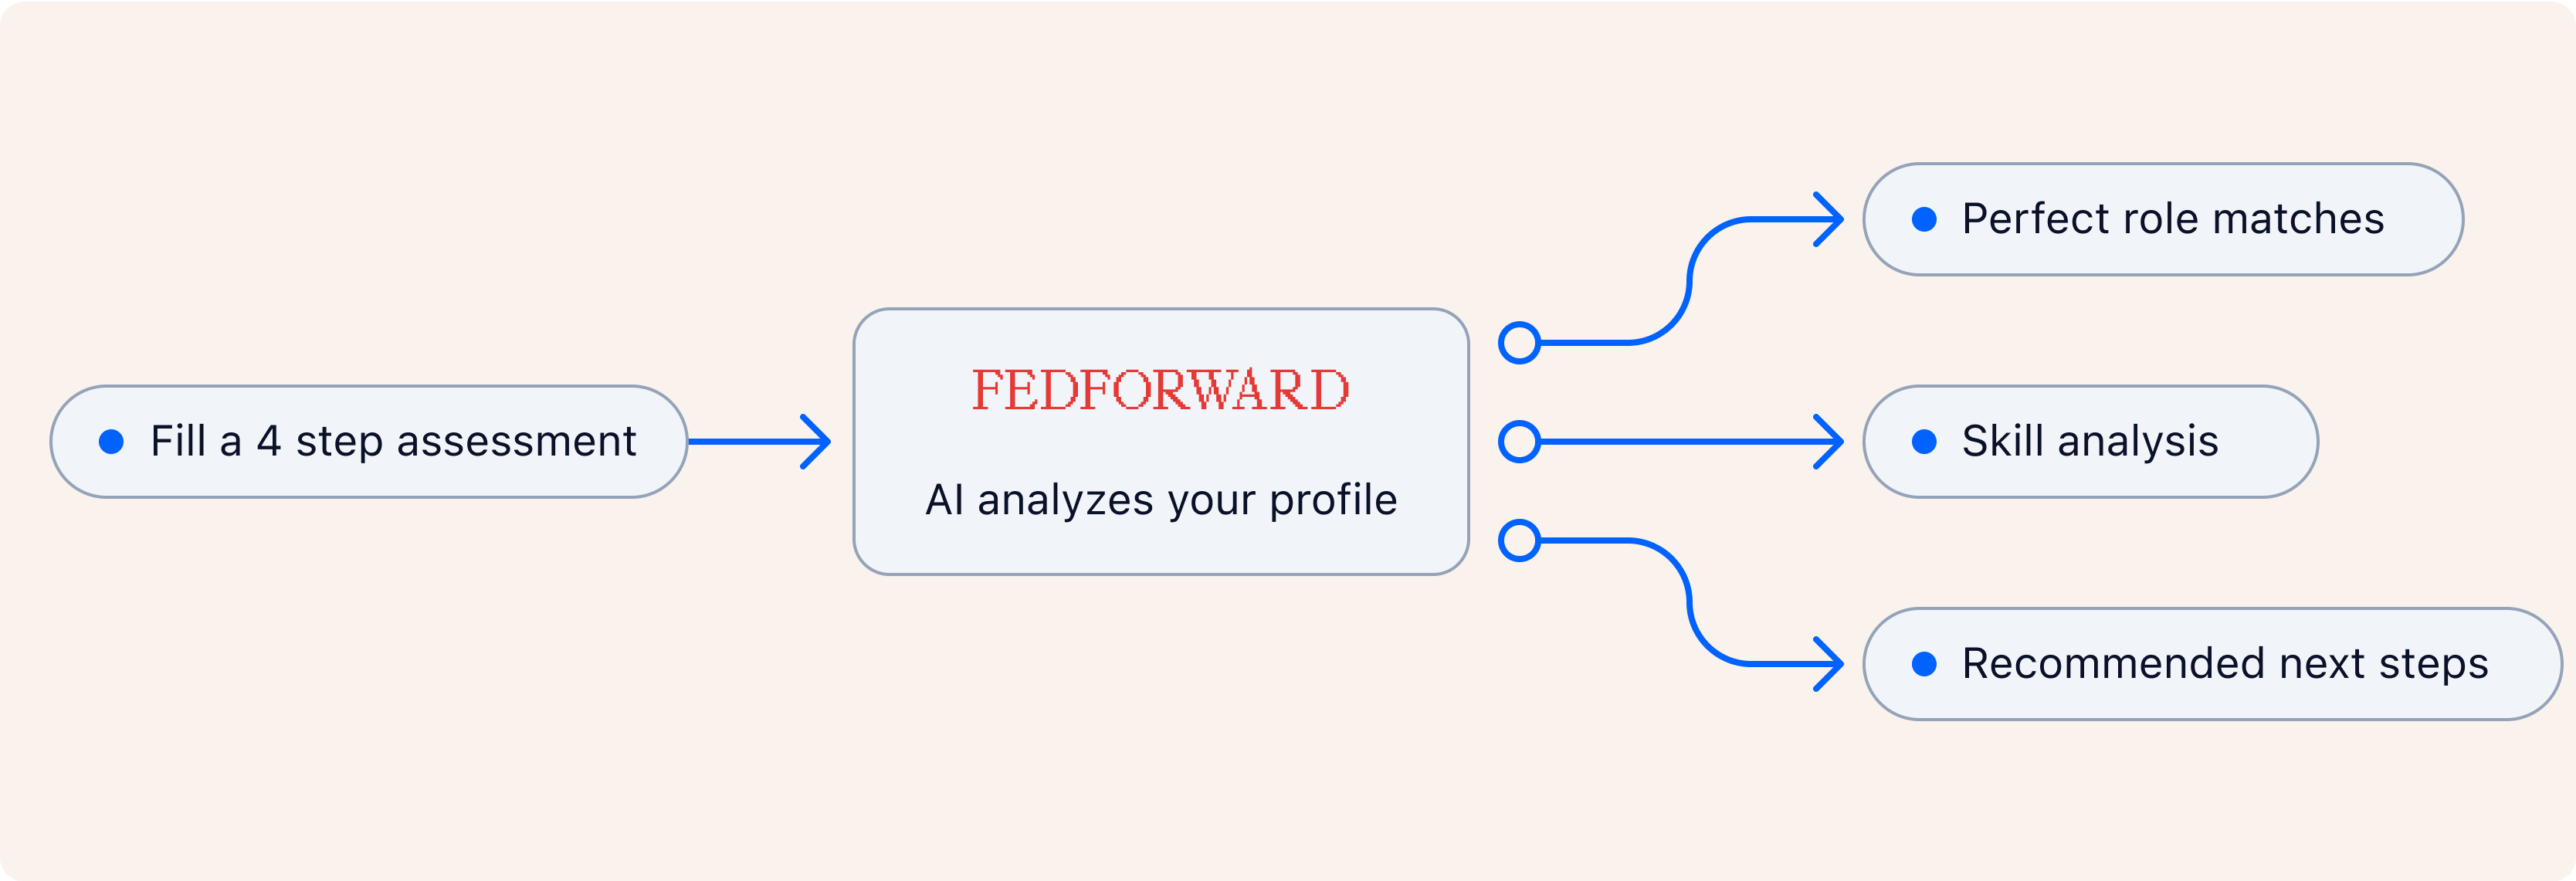 Fill a 4 step assessment
FEDFORWARD
AI analyzes your profile
Perfect role matches
Skill analysis
Recommended next steps